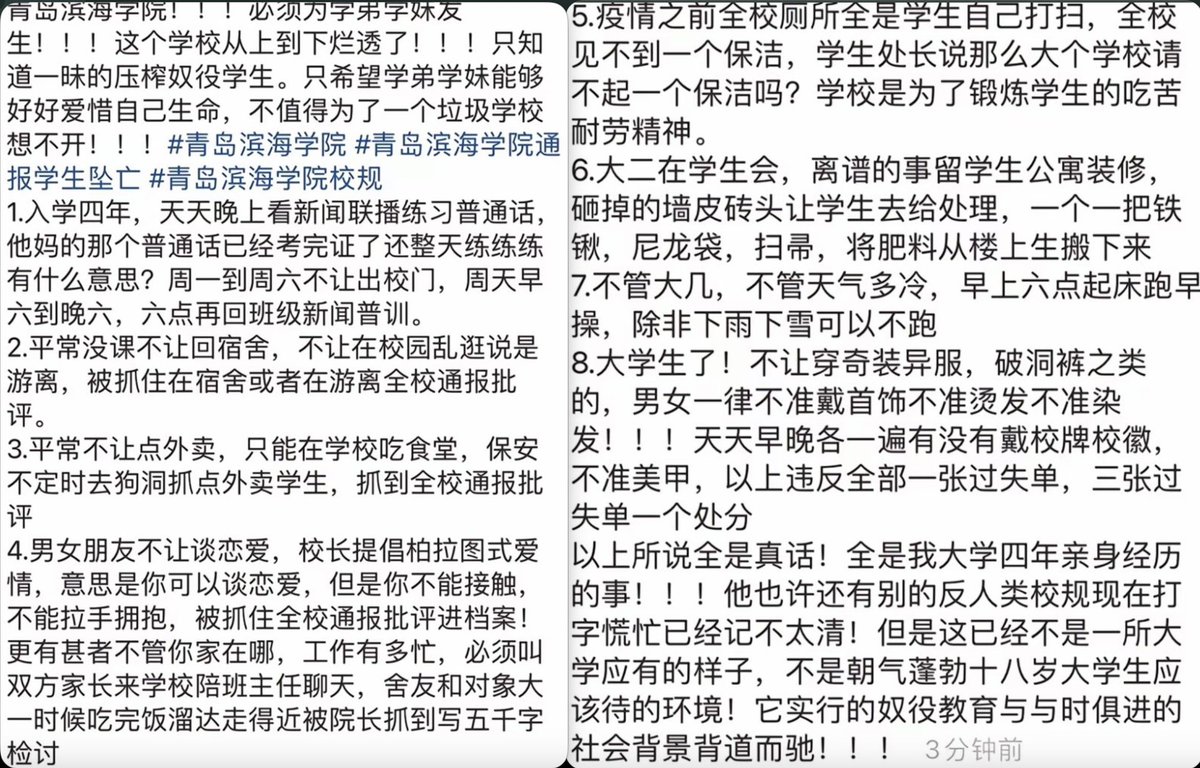 青岛滨海学院！！！必须为学弟学妹发
生！！！这个学校从上到下烂透了！！！只知
道一昧的压榨奴役学生。只希望学弟学妹能够
好好爱惜自己生命，不值得为了一个垃圾学校
想不开！！！#青岛滨海学院 #青岛滨海学院通
报学生坠亡 #青岛滨海学院校规
1.入学四年，天天晚上看新闻联播练习普通话，
他妈的那个普通话已经考完证了还整天练练练
有什么意思？周一到周六不让出校门，周天早
六到晚六，六点再回班级新闻普训。
2.平常没课不让回宿舍，不让在校园乱逛说是
游离，被抓住在宿舍或者在游离全校通报批
评。
3.平常不让点外卖，只能在学校吃食堂，保安
不定时去狗洞抓点外卖学生，抓到全校通报批
评
4.男女朋友不让谈恋爱，校长提倡柏拉图式爱
情，意思是你可以谈恋爱，但是你不能接触，
不能拉手拥抱，被抓住全校通报批评进档案！
更有甚者不管你家在哪，工作有多忙，必须叫
双方家长来学校陪班主任聊天，舍友和对象大
一时候吃完饭溜达走得近被院长抓到写五千字
检讨
5.疫情之前全校厕所全是学生自己打扫，全校
见不到一个保洁，学生处长说那么大个学校请
不起一个保洁吗？学校是为了锻炼学生的吃苦
耐劳精神。
6.大二在学生会，离谱的事留学生公寓装修，
砸掉的墙皮砖头让学生去给处理，一个一把铁
锹，尼龙袋，扫帚，将肥料从楼上生搬下来
7.不管大几，不管天气多冷，早上六点起床跑早
操，除非下雨下雪可以不跑
8.大学生了！不让穿奇装异服，破洞裤之类
的，男女一律不准戴首饰不准烫发不准染
发！！！天天早晚各一遍有没有戴校牌校徽，
不准美甲，以上违反全部一张过失单，三张过
失单一个处分
以上所说全是真话！全是我大学四年亲身经历
的事！！！他也许还有别的反人类校规现在打
字慌忙已经记不太清！但是这已经不是一所大
学应有的样子，不是朝气蓬勃十八岁大学生应
该待的环境！它实行的奴役教育与与时俱进的
社会背景背道而驰！！！ 3分钟前